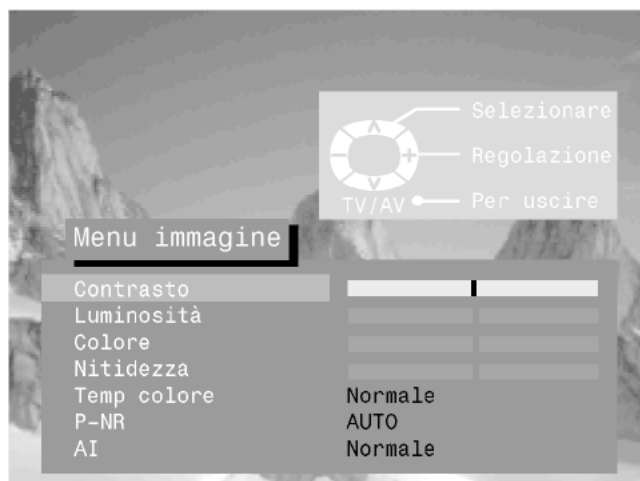 Selezionare
Regolazione
TV/AV Per uscire
Menu immagine
Contrasto
Luminosità
Colore
Nitidezza
Temp colore Normale
P-NR AUTO
AI Normale